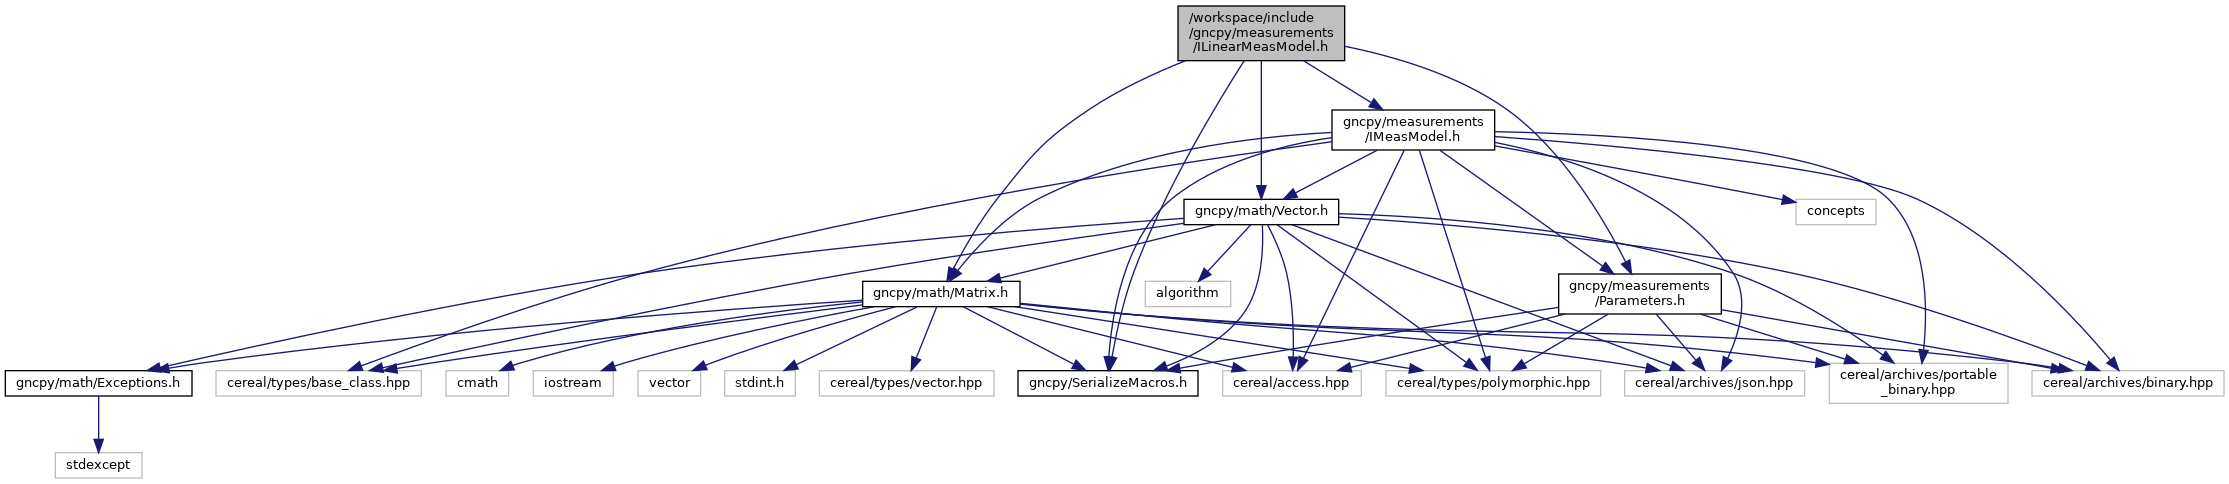 /workspace/include
/gncpy/measurements
/ILinearMeasModel.h
gncpy/measurements
/IMeasModel.h
gncpy/math/Vector.h
concepts
gncpy/math/Matrix.h
algorithm
gncpy/measurements
/Parameters.h
gncpy/math/Exceptions.h
cereal/types/base_class.hpp
cmath
iostream
vector
stdint.h
cereal/types/vector.hpp
gncpy/SerializeMacros.h
cereal/access.hpp
cereal/types/polymorphic.hpp
cereal/archives/json.hpp
cereal/archives/portable
_binary.hpp
cereal/archives/binary.hpp
stdexcept